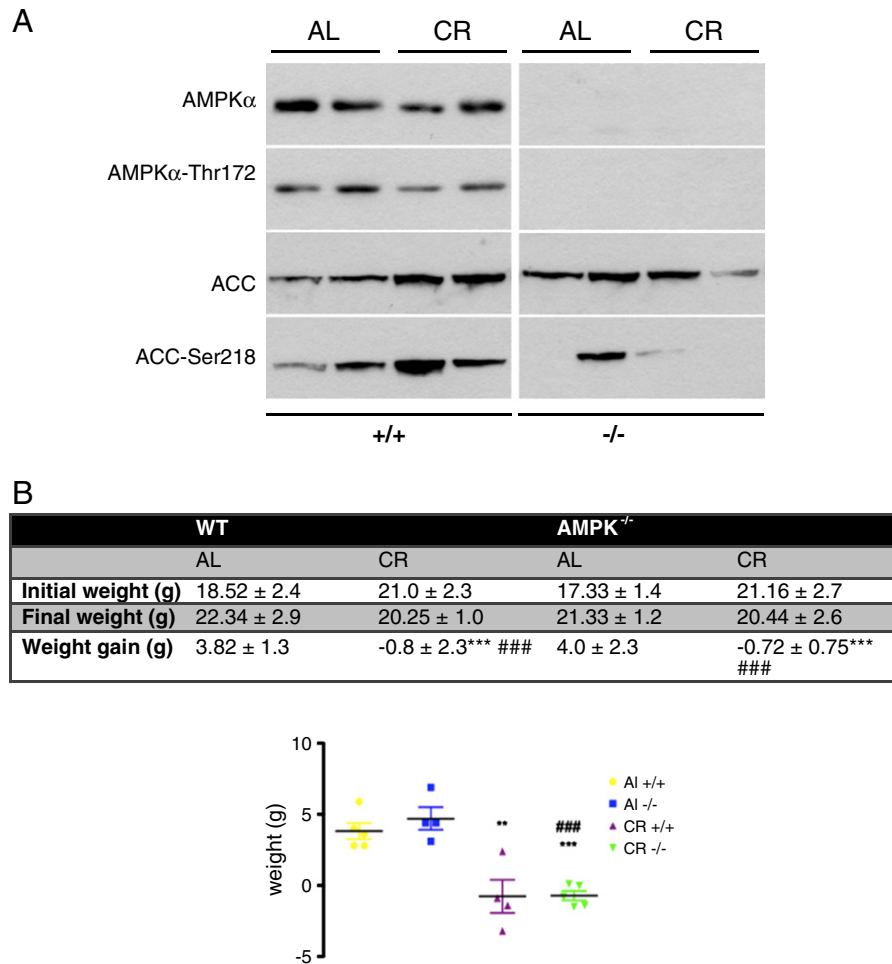 A
AL CR AL CR
AMPKα
AMPKα-Thr172
ACC
ACC-Ser218
+/+ -/-
B
WT AMPK-/-
AL CR AL CR
Initial weight (g) 18.52 ± 2.4 21.0 ± 2.3 17.33 ± 1.4 21.16 ± 2.7
Final weight (g) 22.34 ± 2.9 20.25 ± 1.0 21.33 ± 1.2 20.44 ± 2.6
Weight gain (g) 3.82 ± 1.3 -0.8 ± 2.3*** ### 4.0 ± 2.3 -0.72 ± 0.75***
###
10
5
0
-5
weight (g)
**
###
***
Al +/+
Al -/-
CR +/+
CR -/-